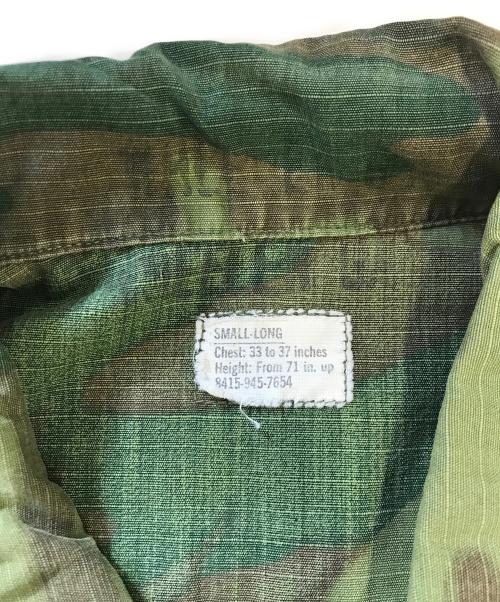 SMALL-LONG
Chest: 33 to 37 inches
Height: From 71 in. up
8415-945-7654